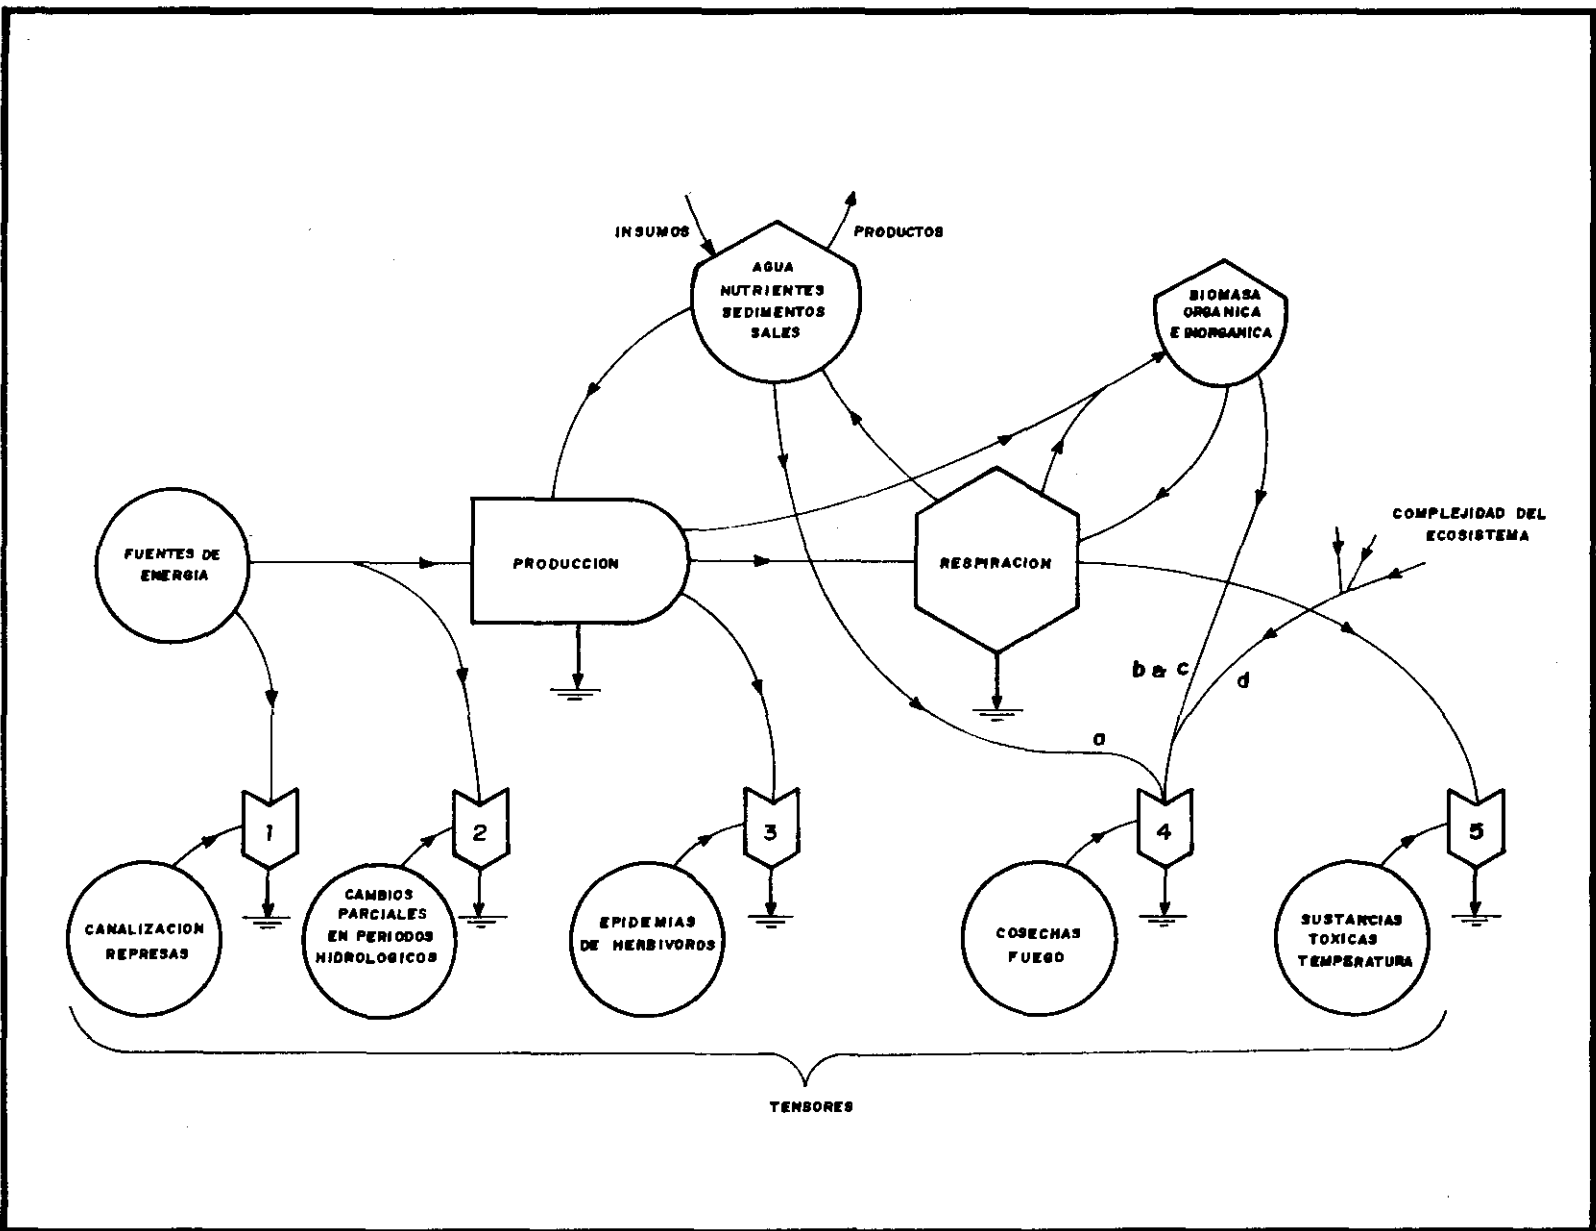 INSUMOS
PRODUCTOS
AGUA
NUTRIENTES
SEDIMENTOS
SALES
BIOMASA
ORGANICA
E INORGANICA
COMPLEJIDAD DEL
ECOSISTEMA
FUENTES DE
ENERGIA
PRODUCCION
RESPIRACION
b & c
d
a
1
2
3
4
5
CANALIZACION
REPRESAS
CAMBIOS
PARCIALES
EN PERIODOS
HIDROLOGICOS
EPIDEMIAS
DE HERBIVOROS
COSECHAS
FUEGO
SUSTANCIAS
TOXICAS
TEMPERATURA
TENSORES